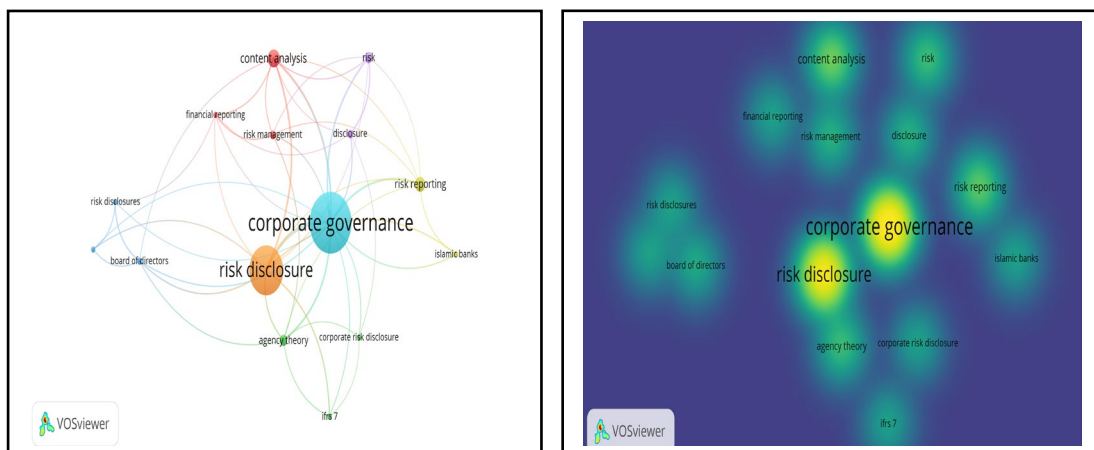 content analysis
risk
financial reporting
risk management
disclosure
risk reporting
risk disclosures
corporate governance
board of directors
islamic banks
risk disclosure
agency theory
corporate risk disclosure
ifrs 7
VOSviewer
content analysis
risk
financial reporting
risk management
disclosure
risk reporting
risk disclosures
corporate governance
board of directors
islamic banks
risk disclosure
agency theory
corporate risk disclosure
ifrs 7
VOSviewer